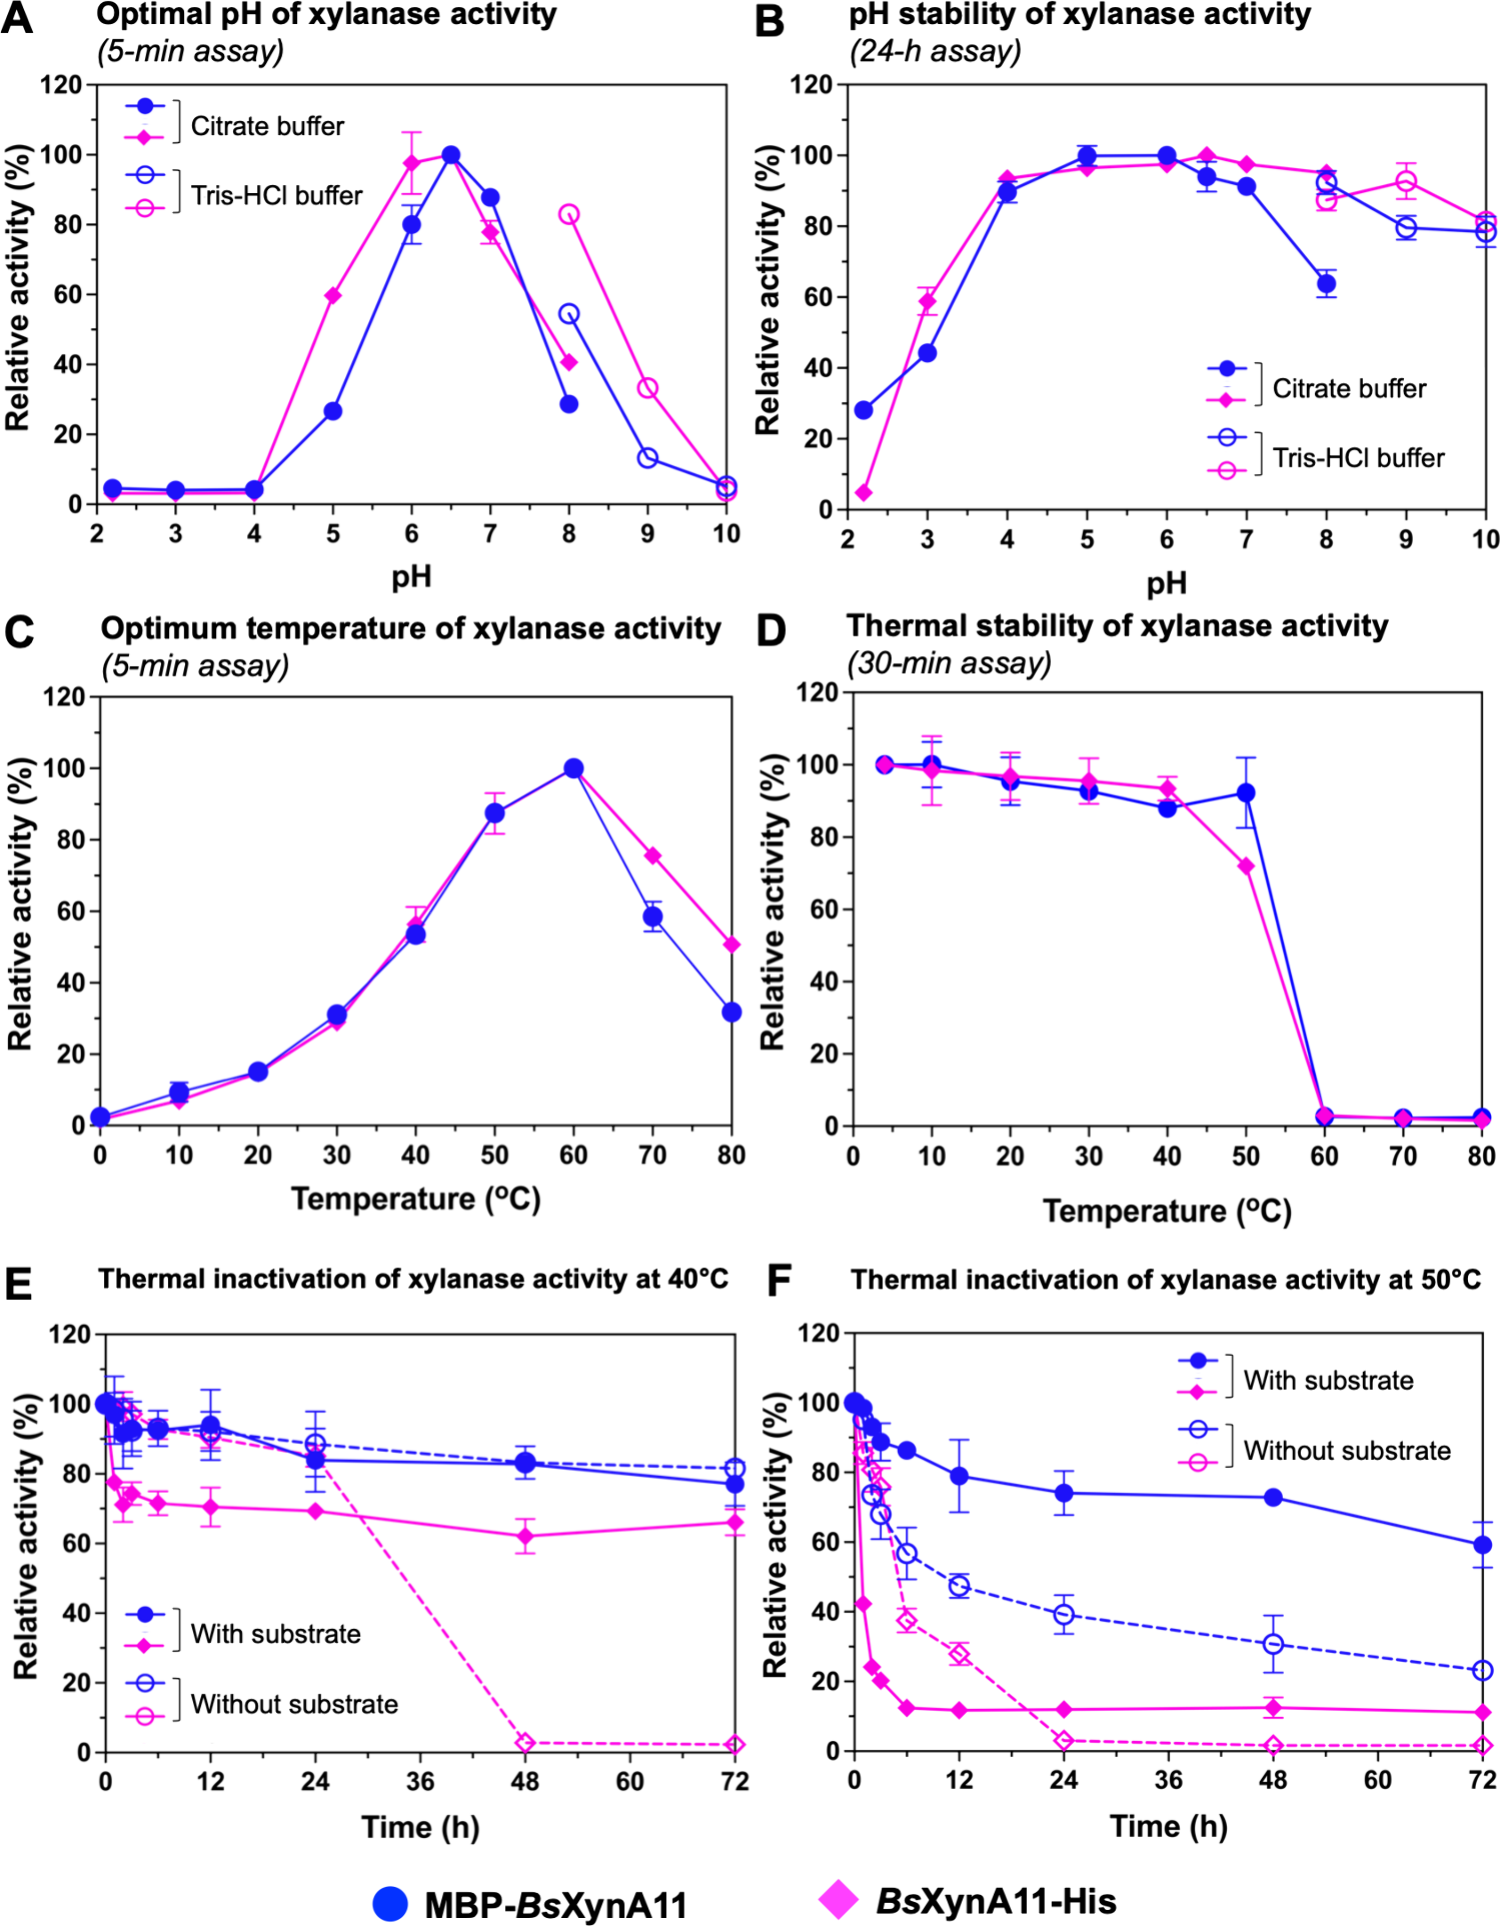 A
Optimal pH of xylanase activity
(5-min assay)
120
100
80
60
40
20
0
Relative activity (%)
Citrate buffer
Tris-HCl buffer
2 3 4 5 6 7 8 9 10
pH
B
pH stability of xylanase activity
(24-h assay)
120
100
80
60
40
20
0
Relative activity (%)
Citrate buffer
Tris-HCl buffer
2 3 4 5 6 7 8 9 10
pH
C
Optimum temperature of xylanase activity
(5-min assay)
120
100
80
60
40
20
0
Relative activity (%)
0 10 20 30 40 50 60 70 80
Temperature (ºC)
D
Thermal stability of xylanase activity
(30-min assay)
120
100
80
60
40
20
0
Relative activity (%)
0 10 20 30 40 50 60 70 80
Temperature (ºC)
E
Thermal inactivation of xylanase activity at 40°C
120
100
80
60
40
20
0
Relative activity (%)
With substrate
Without substrate
0 12 24 36 48 60 72
Time (h)
F
Thermal inactivation of xylanase activity at 50°C
120
100
80
60
40
20
0
Relative activity (%)
With substrate
Without substrate
0 12 24 36 48 60 72
Time (h)
MBP-BsXynA11
BsXynA11-His